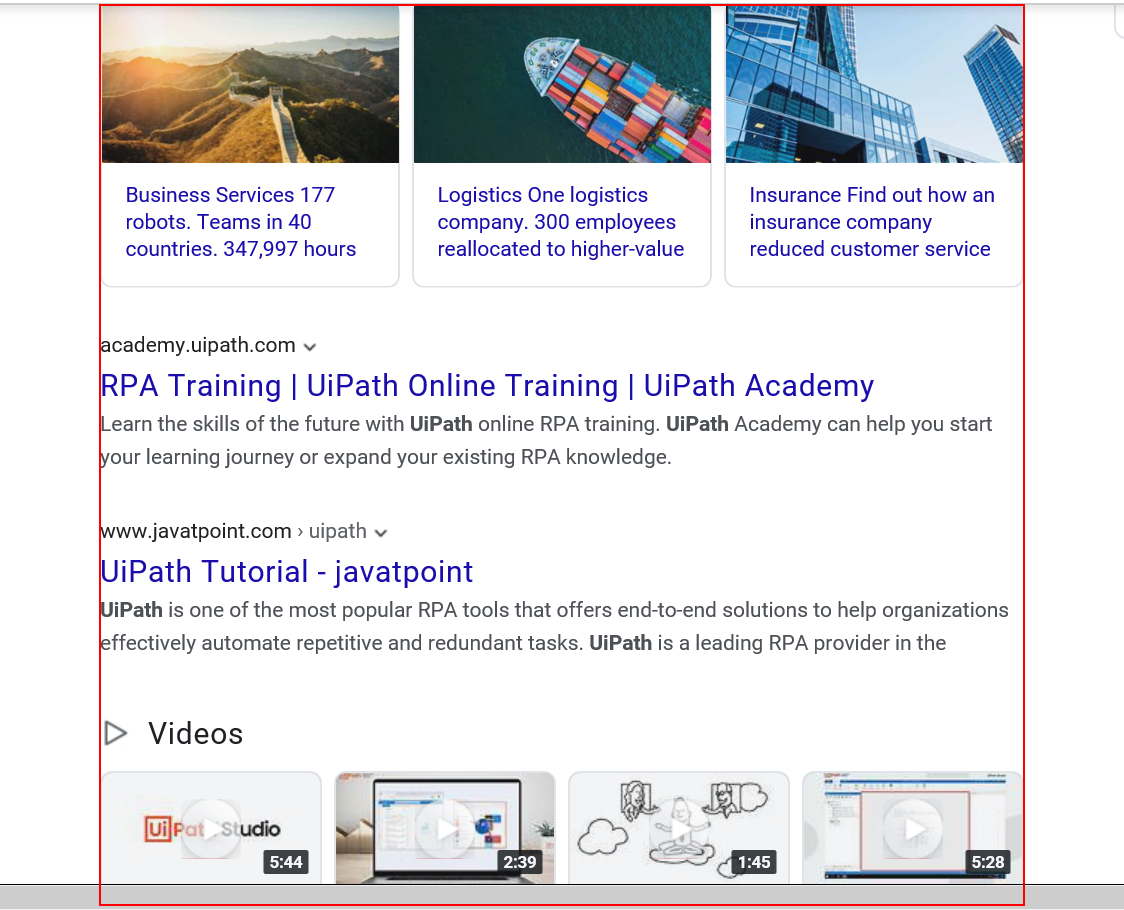 Business Services 177
robots. Teams in 40
countries. 347,997 hours
Logistics One logistics
company. 300 employees
reallocated to higher-value
Insurance Find out how an
insurance company
reduced customer service
academy.uipath.com
RPA Training | UiPath Online Training | UiPath Academy
Learn the skills of the future with UiPath online RPA training. UiPath Academy can help you start
your learning journey or expand your existing RPA knowledge.
www.javatpoint.com › uipath
UiPath Tutorial - javatpoint
UiPath is one of the most popular RPA tools that offers end-to-end solutions to help organizations
effectively automate repetitive and redundant tasks. UiPath is a leading RPA provider in the
Videos
UiPath Studio
5:44
2:39
1:45
5:28